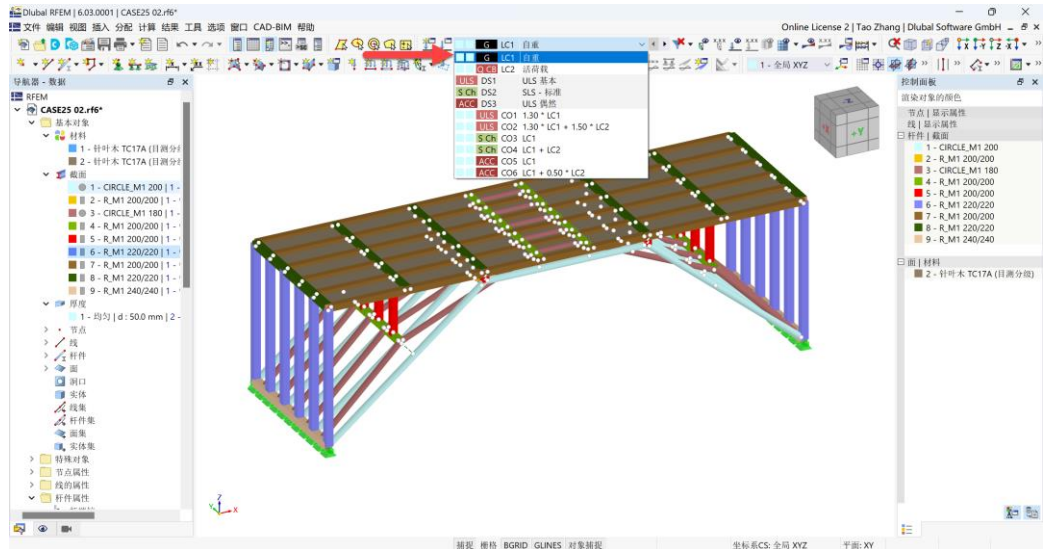 Dlubal RFEM | 6.03.0001 | CASE25 02.rf6*
文件 编辑 视图 插入 分配 计算 结果 工具 选项 窗口 CAD-BIM 帮助
Online License 2 | Tao Zhang | Dlubal Software GmbH
G LC1 自重
1 - 全局 XYZ
G LC1 自重
Q CB LC2 活荷载
ULS DS1 ULS 基本
S Ch DS2 SLS - 标准
ACC DS3 ULS 偶然
ULS CO1 1.30 * LC1
ULS CO2 1.30 * LC1 + 1.50 * LC2
S Ch CO3 LC1
S Ch CO4 LC1 + LC2
ACC CO5 LC1
ACC CO6 LC1 + 0.50 * LC2
导航器 - 数据
RFEM
CASE25 02.rf6*
基本对象
材料
1 - 针叶木 TC17A (目测分
2 - 针叶木 TC17A (目测分
截面
1 - CIRCLE_M1 200 | 1 -
2 - R_M1 200/200 | 1 -
3 - CIRCLE_M1 180 | 1 -
4 - R_M1 200/200 | 1 -
5 - R_M1 200/200 | 1 -
6 - R_M1 220/220 | 1 -
7 - R_M1 200/200 | 1 -
8 - R_M1 220/220 | 1 -
9 - R_M1 240/240 | 1 -
厚度
1 - 均匀 | d : 50.0 mm | 2 -
节点
线
杆件
面
洞口
实体
线集
杆件集
面集
实体集
特殊对象
节点属性
线的属性
杆件属性
+Y
-Z
Z
Y
X
控制面板
渲染对象的颜色
节点 | 显示属性
线 | 显示属性
杆件 | 截面
1 - CIRCLE_M1 200
2 - R_M1 200/200
3 - CIRCLE_M1 180
4 - R_M1 200/200
5 - R_M1 200/200
6 - R_M1 220/220
7 - R_M1 200/200
8 - R_M1 220/220
9 - R_M1 240/240
面 | 材料
2 - 针叶木 TC17A (目测分级)
捕捉 栅格 BGRID GLINES 对象捕捉
坐标系CS: 全局 XYZ
平面: XY